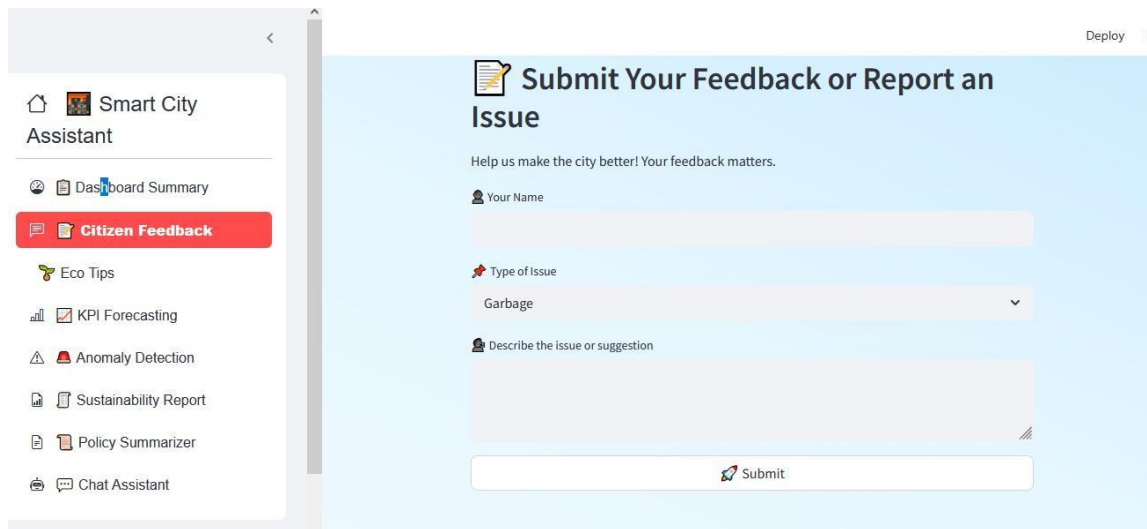 Smart City
Assistant
Dashboard Summary
Citizen Feedback
Eco Tips
KPI Forecasting
Anomaly Detection
Sustainability Report
Policy Summarizer
Chat Assistant
Deploy
Submit Your Feedback or Report an
Issue
Help us make the city better! Your feedback matters.
Your Name
Type of Issue
Garbage
Describe the issue or suggestion
Submit